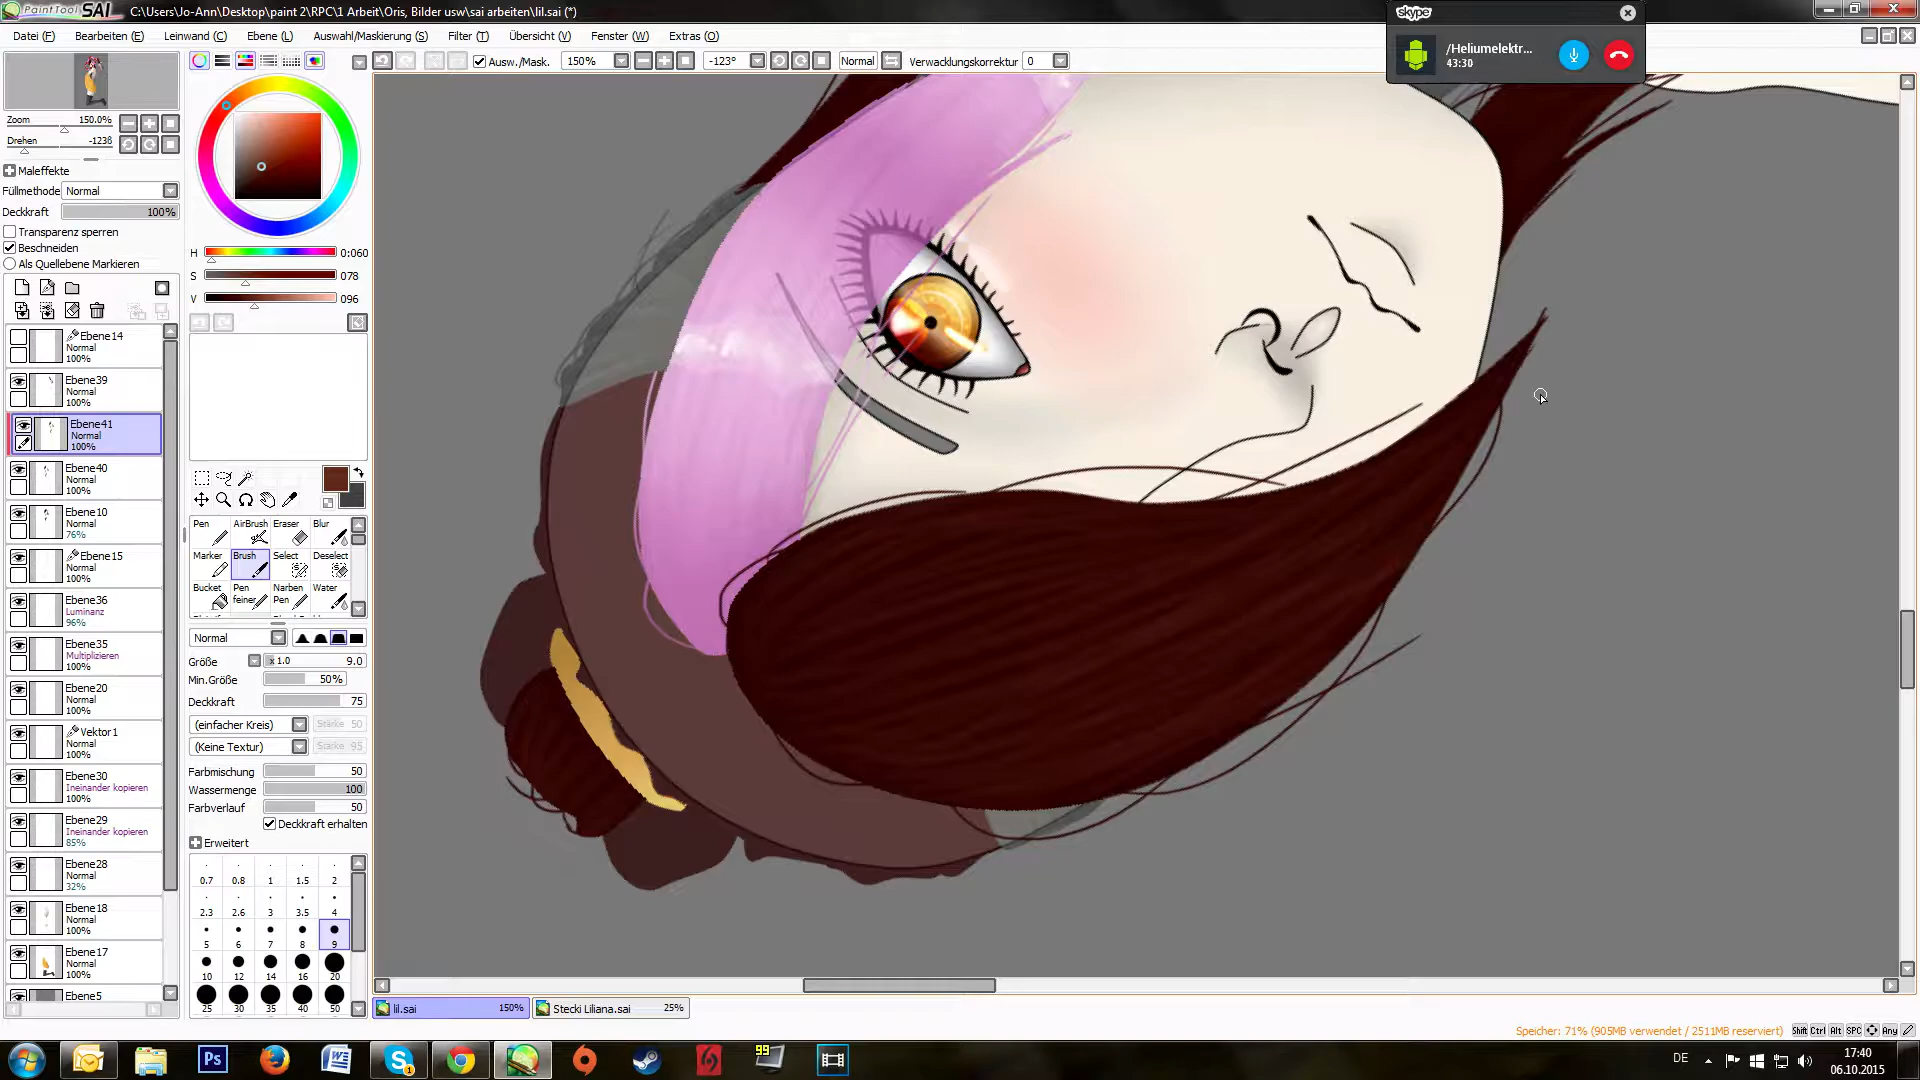 PaintTool SAI C:\Users\Jo-Ann\Desktop\paint 2\RPC\1 Arbeit\Oris, Bilder usw\sai arbeiten\lil.sai (*)
Datei (F) Bearbeiten (E) Leinwand (C) Ebene (L) Auswahl/Maskierung (S) Filter (T) Übersicht (V) Fenster (W) Extras (O)
Ausw./Mask. 150% -123° Normal Verwacklungskorrektur 0
skype
/Heliumelektr...
43:30
Zoom 150.0%
Drehen -123ß
Maleffekte
Füllmethode Normal
Deckkraft 100%
Transparenz sperren
Beschneiden
Als Quellebene Markieren
Ebene14
Normal
100%
Ebene39
Normal
100%
Ebene41
Normal
100%
Ebene40
Normal
100%
Ebene10
Normal
76%
Ebene15
Normal
100%
Ebene36
Luminanz
96%
Ebene35
Multiplizieren
100%
Ebene20
Normal
100%
Vektor1
Normal
100%
Ebene30
Ineinander kopieren
100%
Ebene29
Ineinander kopieren
85%
Ebene28
Normal
32%
Ebene18
Normal
100%
Ebene17
Normal
100%
Ebene5
H 0:060
S 078
V 096
Pen AirBrush Eraser Blur
Marker Brush Select Deselect
Bucket Pen feiner Narben Pen Water
Normal
Größe x 1.0 9.0
Min.Größe 50%
Deckkraft 75
(einfacher Kreis) Stärke 50
(Keine Textur) Stärke 95
Farbmischung 50
Wassermenge 100
Farbverlauf 50
Deckkraft erhalten
Erweitert
0.7 0.8 1 1.5 2
2.3 2.6 3 3.5 4
5 6 7 8 9
10 12 14 16 20
25 30 35 40 50
lil.sai 150% Stecki Liliana.sai 25%
Speicher: 71% (905MB verwendet / 2511MB reserviert) Shift Ctrl Alt SPC Any
Ps
W
S
1
99
DE
17:40
06.10.2015